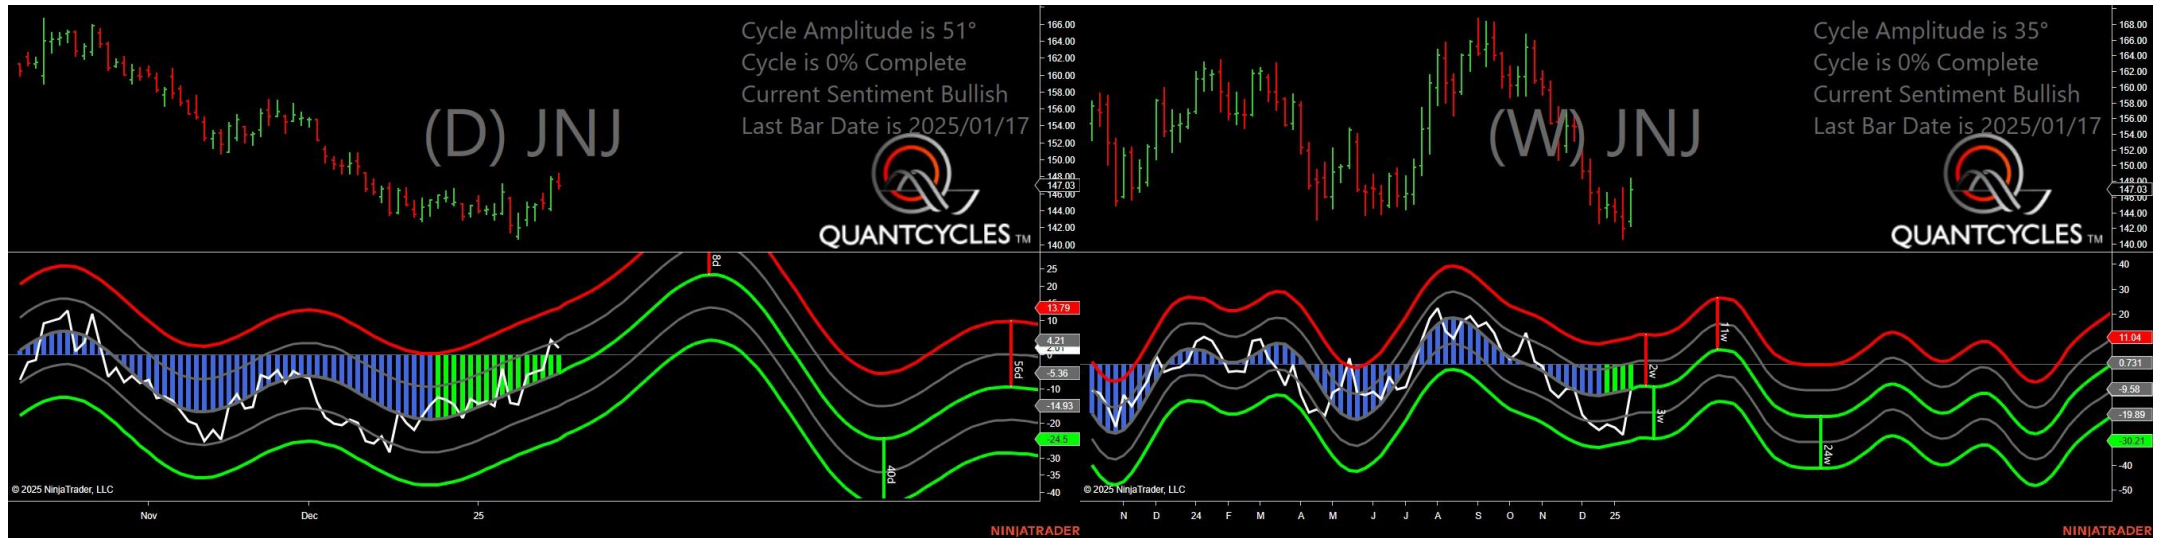 Cycle Amplitude is 51°
Cycle is 0% Complete
Current Sentiment Bullish
Last Bar Date is 2025/01/17
(D) JNJ
QUANTCYCLES TM
166.00
164.00
162.00
160.00
158.00
156.00
154.00
152.00
150.00
148.00
147.03
146.00
144.00
142.00
140.00
8d
40d
56d
25
20
15
13.79
10
4.21
2.01
0
-5.36
-10
-14.93
-20
-24.5
-30
-35
-40
© 2025 NinjaTrader, LLC
Nov
Dec
25
NINJATRADER
Cycle Amplitude is 35°
Cycle is 0% Complete
Current Sentiment Bullish
Last Bar Date is 2025/01/17
(W) JNJ
QUANTCYCLES TM
168.00
166.00
164.00
162.00
160.00
158.00
156.00
154.00
152.00
150.00
148.00
147.03
146.00
144.00
142.00
140.00
2w
3w
11w
24w
40
30
20
11.04
0.731
-9.58
-19.89
-30.21
-40
-50
© 2025 NinjaTrader, LLC
N D 24 F M A M J J A S O N D 25
NINJATRADER